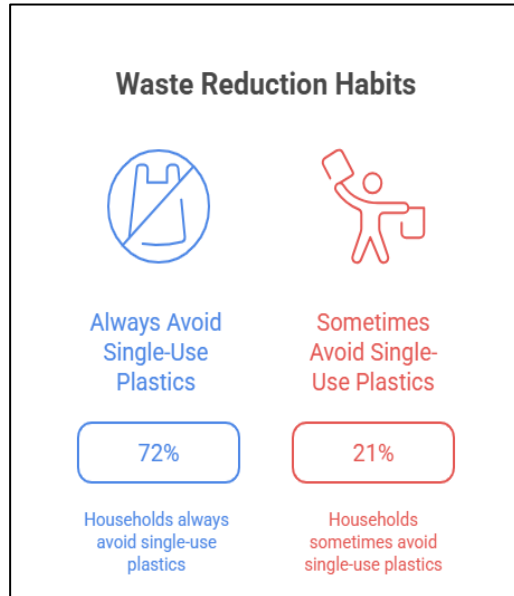 Waste Reduction Habits
Always Avoid
Single-Use
Plastics
72%
Households always
avoid single-use
plastics
Sometimes
Avoid Single-
Use Plastics
21%
Households
sometimes avoid
single-use plastics